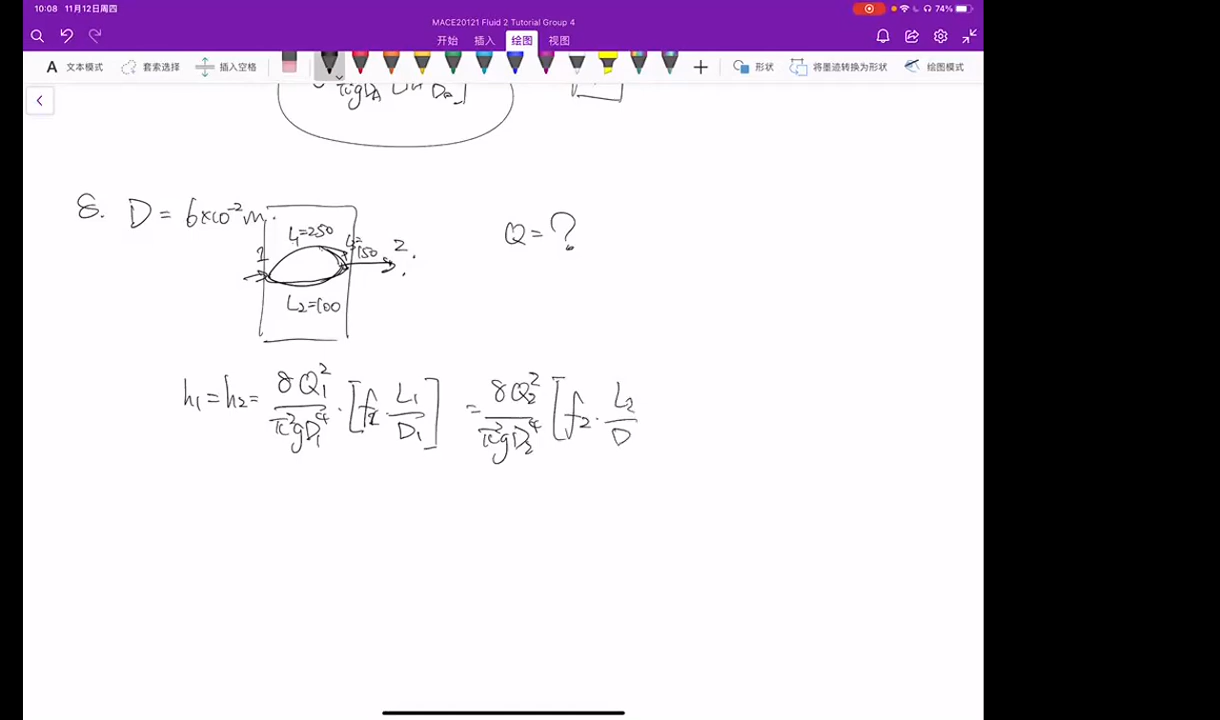 10:08 11月12日周四
74%
MACE20121 Fluid 2 Tutorial Group 4
开始 插入 绘图 视图
A 文本模式 套索选择 插入空格 形状 将墨迹转换为形状 绘图模式
8. D = 6×10⁻²m.
L=250
Q = ?
1 L3=150 2
L2=100
h₁ = h₂ = 8Q₁²/π²gD₁⁴ · [f₁ · L₁/D₁] = 8Q₂²/π²gD₂⁴ [f₂ · L₂/D